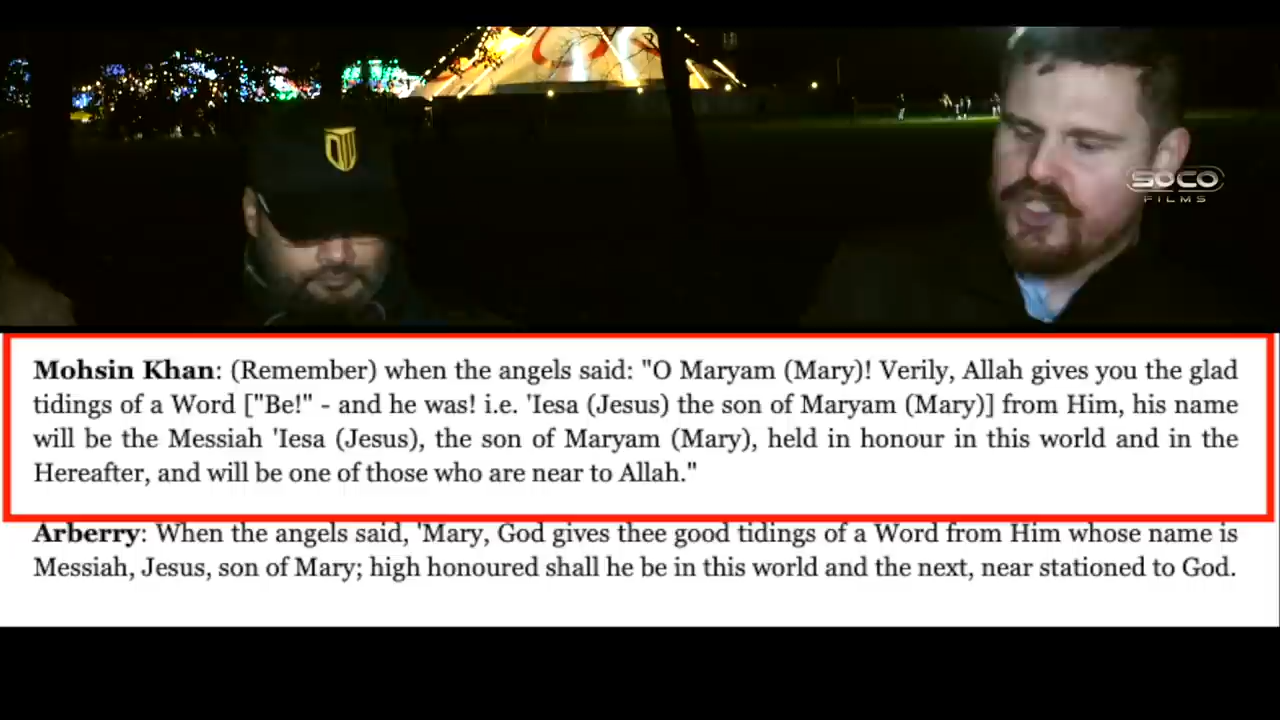 SOCO
FILMS
Mohsin Khan: (Remember) when the angels said: "O Maryam (Mary)! Verily, Allah gives you the glad
tidings of a Word ["Be!" - and he was! i.e. 'Iesa (Jesus) the son of Maryam (Mary)] from Him, his name
will be the Messiah 'Iesa (Jesus), the son of Maryam (Mary), held in honour in this world and in the
Hereafter, and will be one of those who are near to Allah."
Arberry: When the angels said, 'Mary, God gives thee good tidings of a Word from Him whose name is
Messiah, Jesus, son of Mary; high honoured shall he be in this world and the next, near stationed to God.